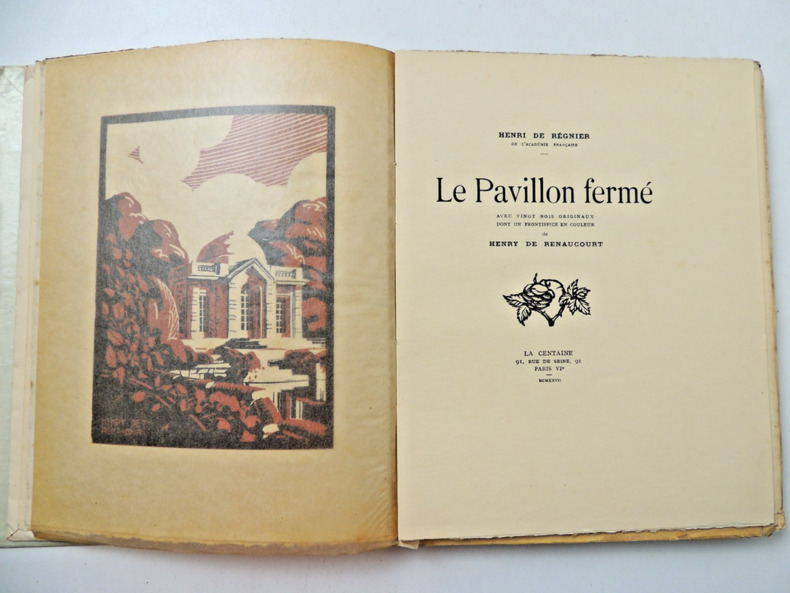 HENRI DE RÉGNIER
DE L'ACADÉMIE FRANÇAISE
Le Pavillon fermé
AVEC VINGT BOIS ORIGINAUX
DONT UN FRONTISPICE EN COULEUR
de
HENRY DE RENAUCOURT
LA CENTAINE
91, RUE DE SEINE, 91
PARIS VIe
MCMXXVII